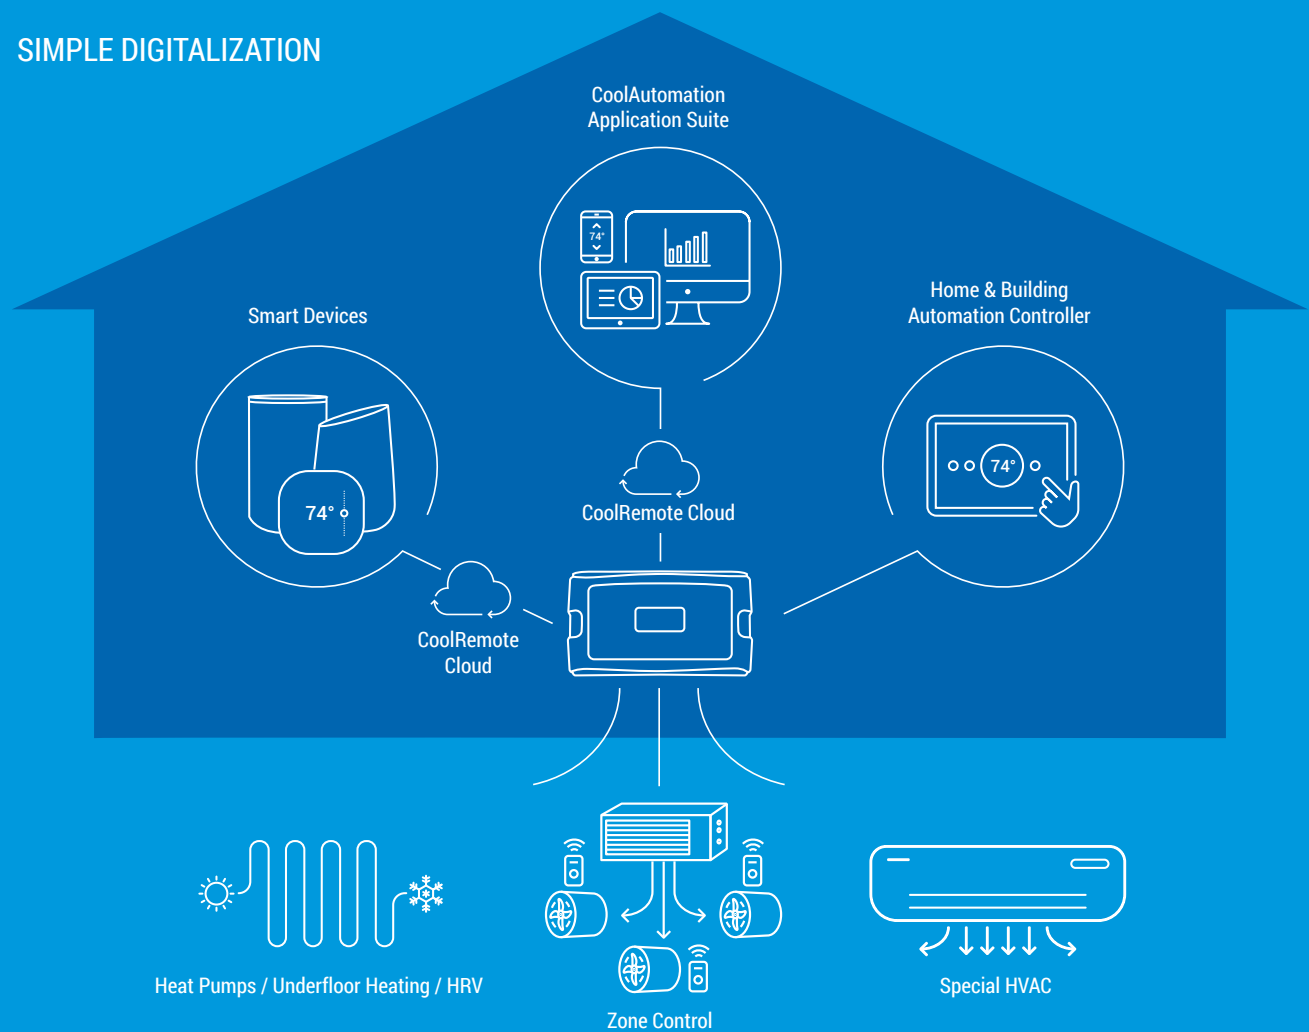 SIMPLE DIGITALIZATION
CoolAutomation
Application Suite
74°
Home & Building
Automation Controller
Smart Devices
74°
74°
CoolRemote Cloud
CoolRemote
Cloud
Heat Pumps / Underfloor Heating / HRV
Special HVAC
Zone Control